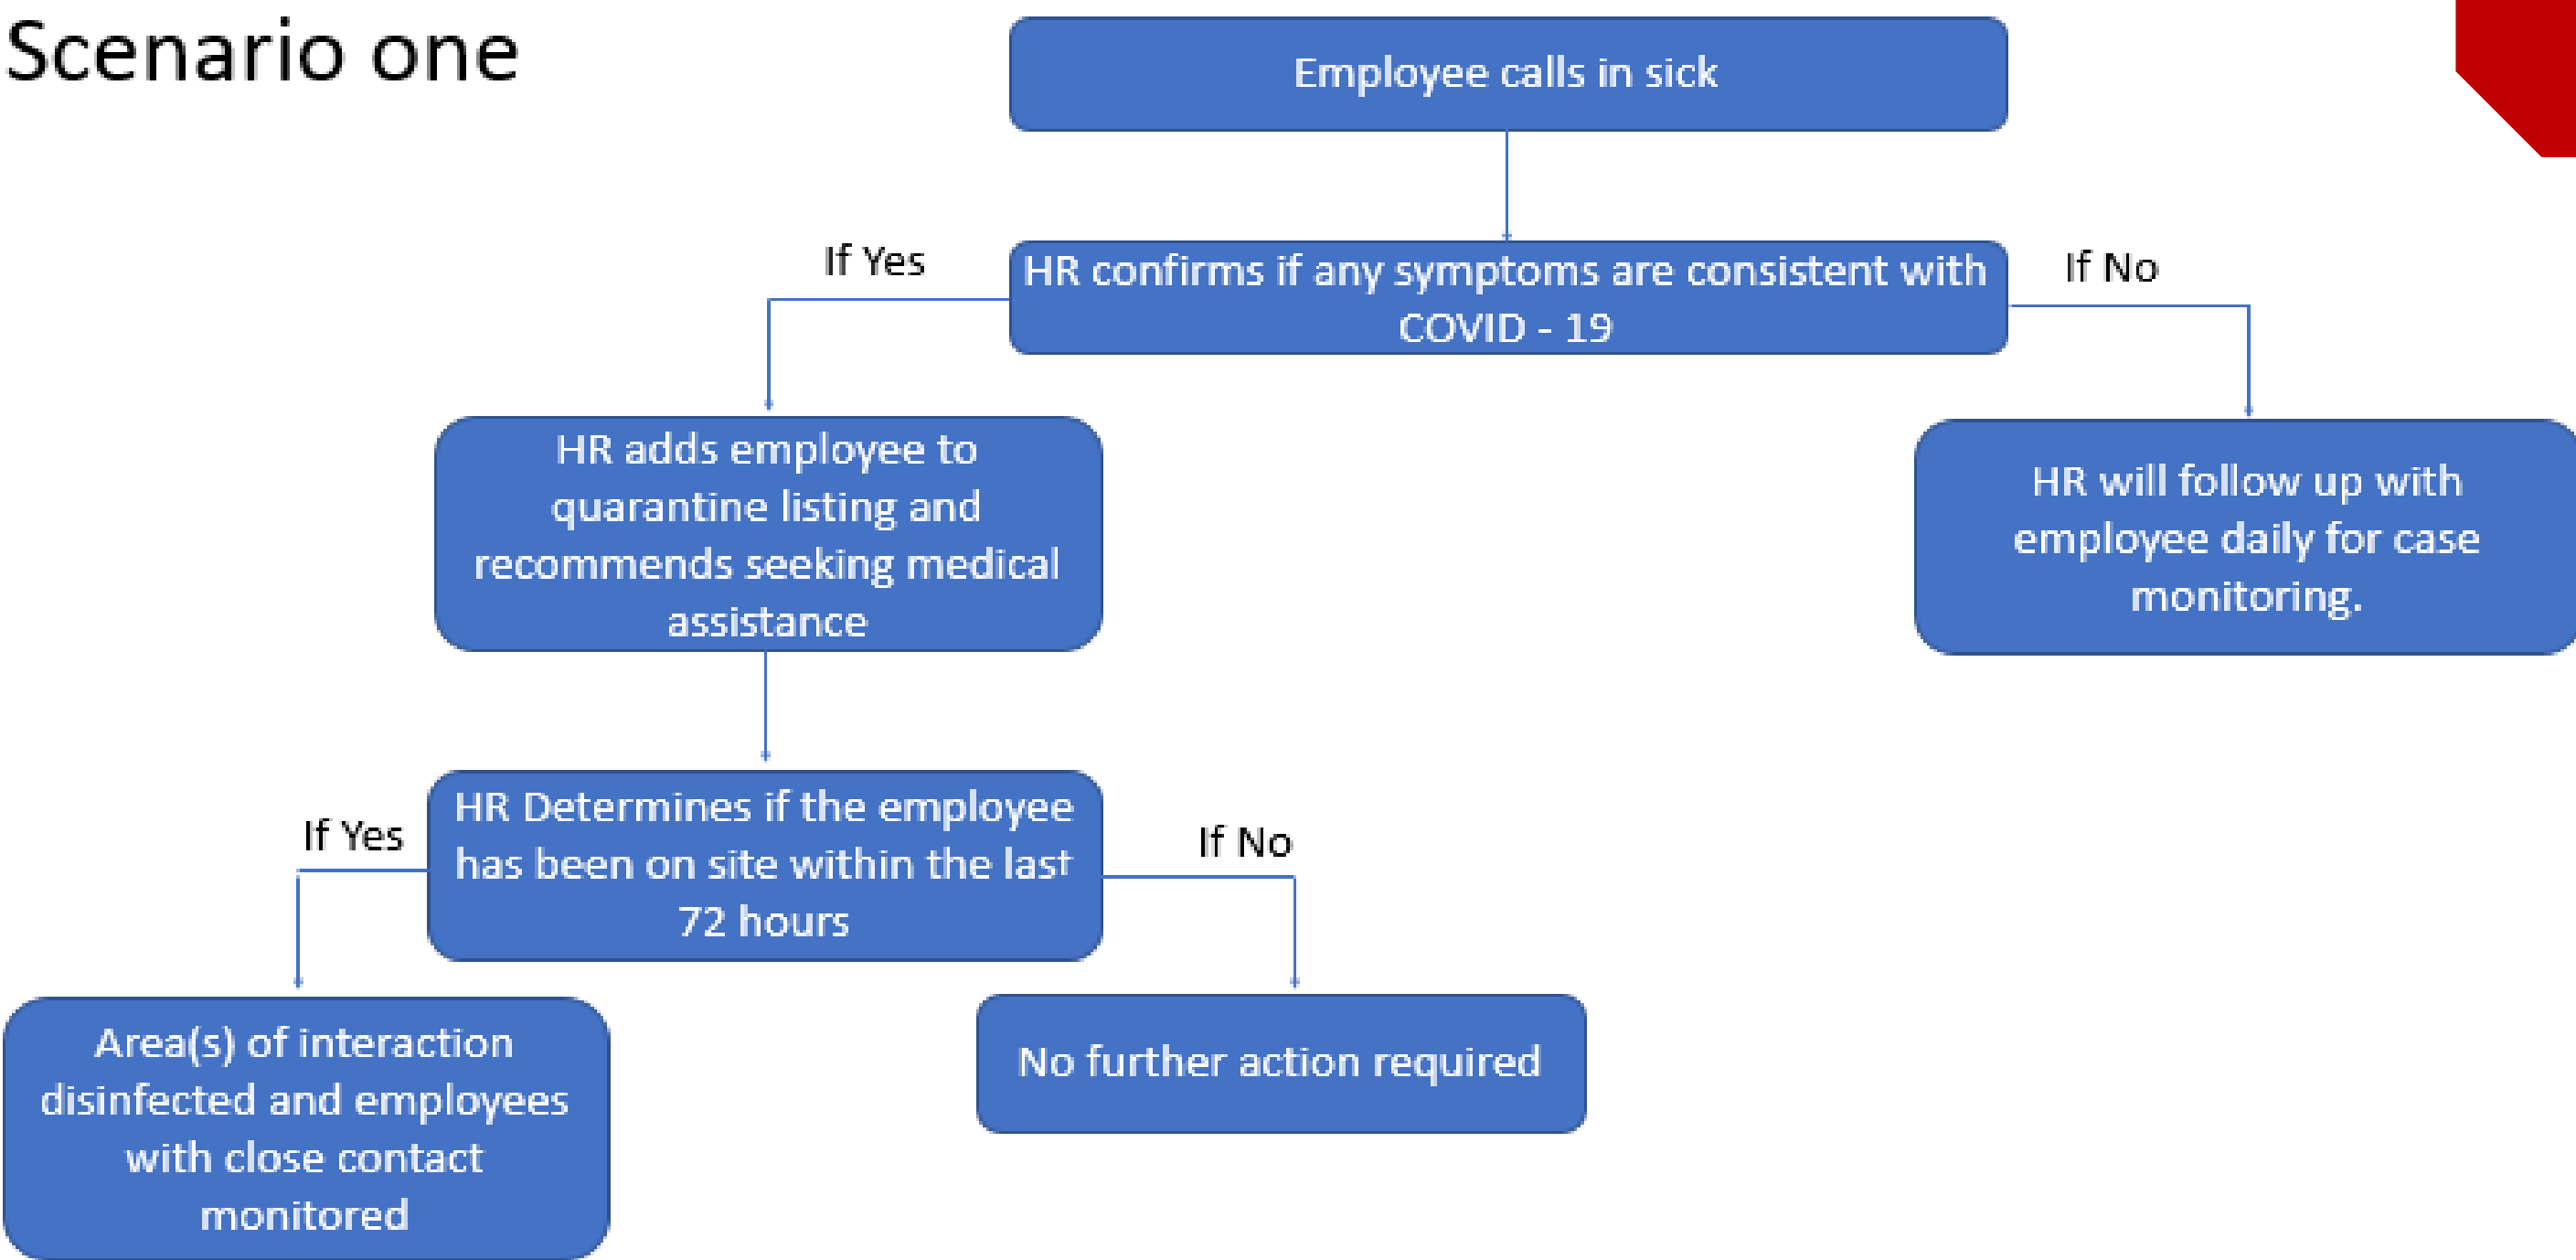 Scenario one
Employee calls in sick
If Yes
HR confirms if any symptoms are consistent with
COVID - 19
If No
HR adds employee to
quarantine listing and
recommends seeking medical
assistance
HR will follow up with
employee daily for case
monitoring.
If Yes
HR Determines if the employee
has been on site within the last
72 hours
If No
Area(s) of interaction
disinfected and employees
with close contact
monitored
No further action required